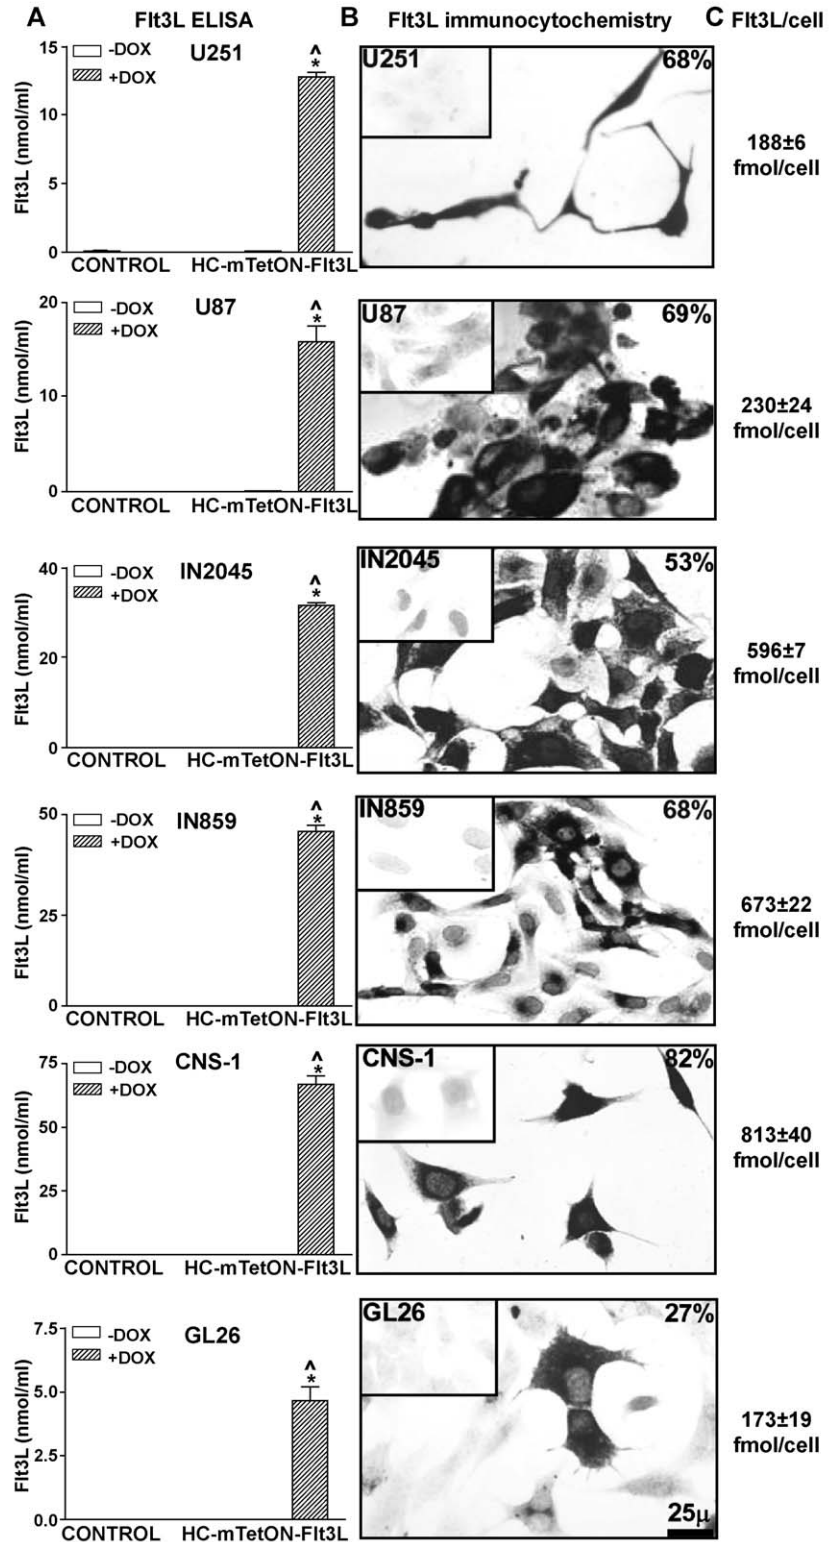 A Flt3L ELISA B Flt3L immunocytochemistry C Flt3L/cell
Flt3L (nmol/ml)
15
10
5
0
-DOX
+DOX
U251
^
*
CONTROL HC-mTetON-Flt3L
U251 68%
188±6
fmol/cell
Flt3L (nmol/ml)
20
10
0
-DOX
+DOX
U87
^
*
CONTROL HC-mTetON-Flt3L
U87 69%
230±24
fmol/cell
Flt3L (nmol/ml)
40
20
0
-DOX
+DOX
IN2045
^
*
CONTROL HC-mTetON-Flt3L
IN2045 53%
596±7
fmol/cell
Flt3L (nmol/ml)
50
25
0
-DOX
+DOX
IN859
^
*
CONTROL HC-mTetON-Flt3L
IN859 68%
673±22
fmol/cell
Flt3L (nmol/ml)
75
50
25
0
-DOX
+DOX
CNS-1
^
*
CONTROL HC-mTetON-Flt3L
CNS-1 82%
813±40
fmol/cell
Flt3L (nmol/ml)
7.5
5.0
2.5
0.0
-DOX
+DOX
GL26
^
*
CONTROL HC-mTetON-Flt3L
GL26 27%
25μ
173±19
fmol/cell